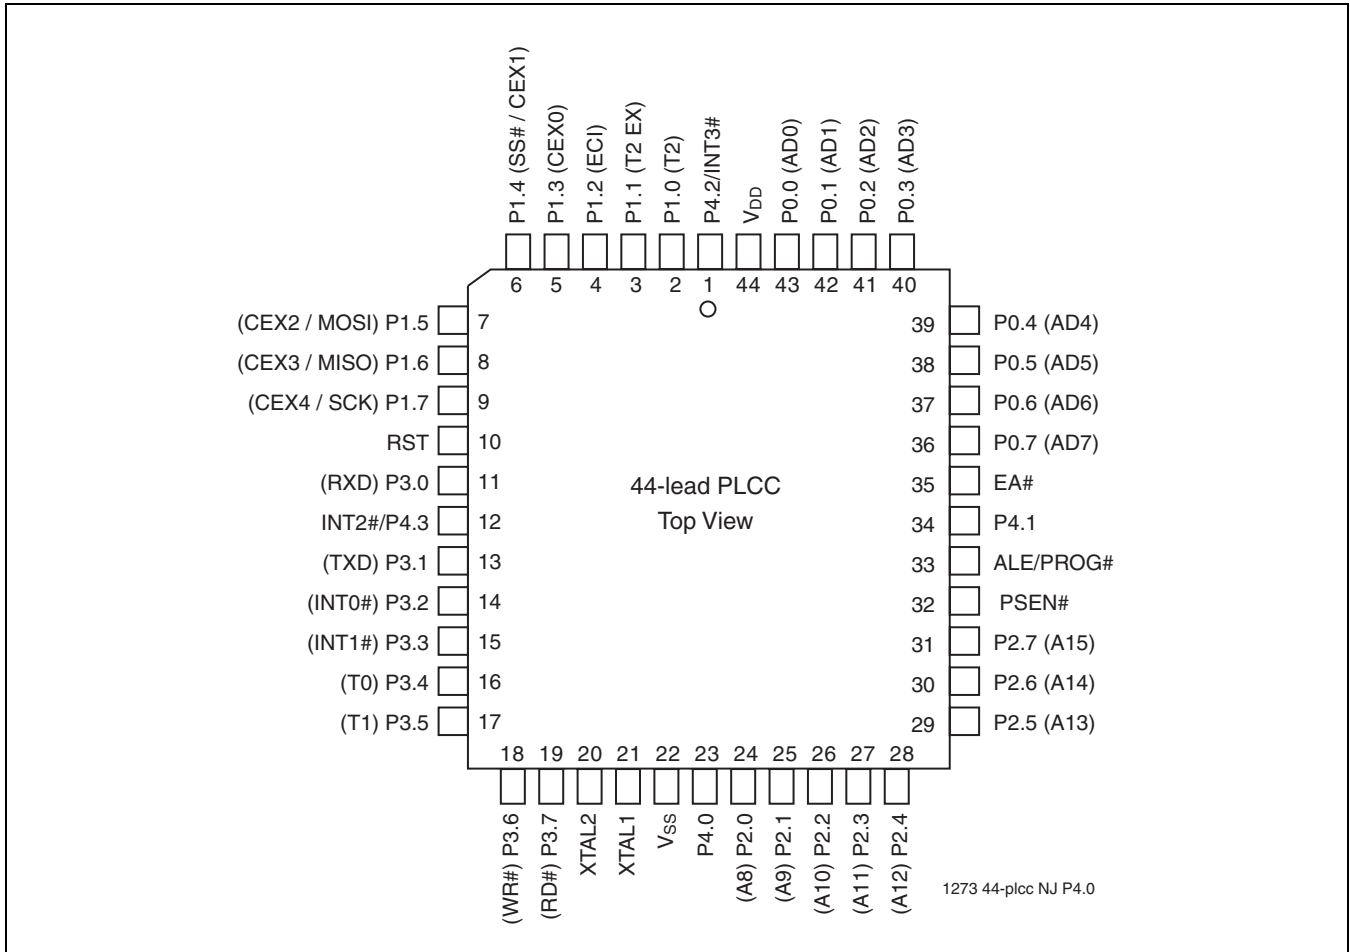 P1.4 (SS# / CEX1)
P1.3 (CEX0)
P1.2 (ECI)
P1.1 (T2 EX)
P1.0 (T2)
P4.2/INT3#
VDD
P0.0 (AD0)
P0.1 (AD1)
P0.2 (AD2)
P0.3 (AD3)
6 5 4 3 2 1 44 43 42 41 40
(CEX2 / MOSI) P1.5 7
(CEX3 / MISO) P1.6 8
(CEX4 / SCK) P1.7 9
RST 10
(RXD) P3.0 11
INT2#/P4.3 12
(TXD) P3.1 13
(INT0#) P3.2 14
(INT1#) P3.3 15
(T0) P3.4 16
(T1) P3.5 17
44-lead PLCC
Top View
39 P0.4 (AD4)
38 P0.5 (AD5)
37 P0.6 (AD6)
36 P0.7 (AD7)
35 EA#
34 P4.1
33 ALE/PROG#
32 PSEN#
31 P2.7 (A15)
30 P2.6 (A14)
29 P2.5 (A13)
18 19 20 21 22 23 24 25 26 27 28
(WR#) P3.6
(RD#) P3.7
XTAL2
XTAL1
VSS
P4.0
(A8) P2.0
(A9) P2.1
(A10) P2.2
(A11) P2.3
(A12) P2.4
1273 44-plcc NJ P4.0